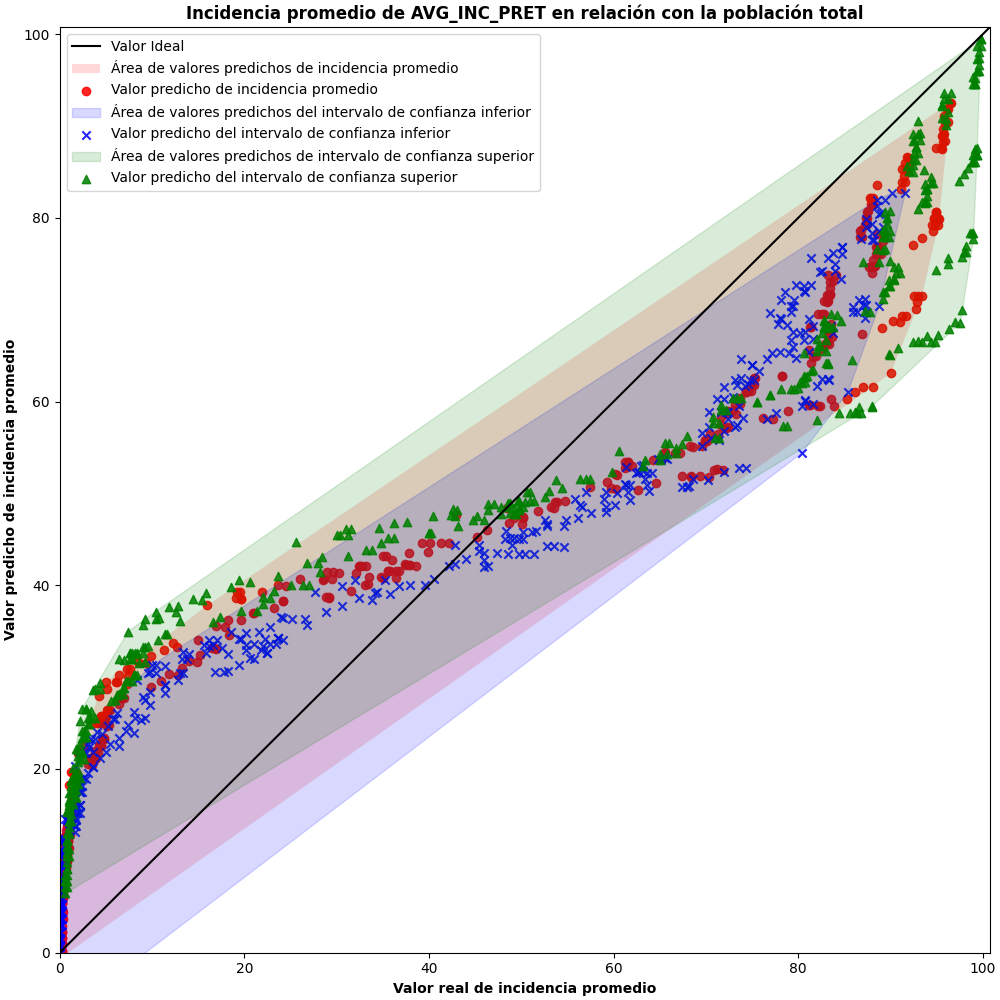 Incidencia promedio de AVG_INC_PRET en relación con la población total
Valor Ideal
Área de valores predichos de incidencia promedio
Valor predicho de incidencia promedio
Área de valores predichos del intervalo de confianza inferior
Valor predicho del intervalo de confianza inferior
Área de valores predichos de intervalo de confianza superior
Valor predicho del intervalo de confianza superior
Valor predicho de incidencia promedio
100
80
60
40
20
0
0 20 40 60 80 100
Valor real de incidencia promedio